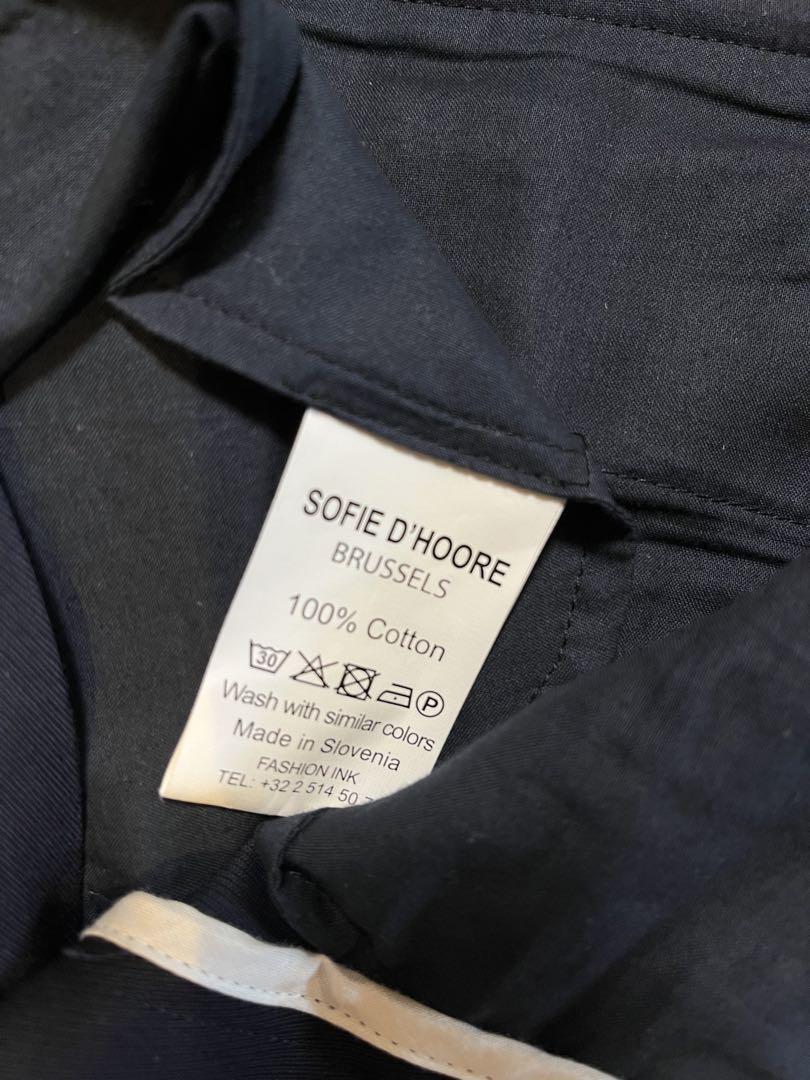 SOFIE D'HOORE
BRUSSELS
100% Cotton
30 P
Wash with similar colors
Made in Slovenia
FASHION INK
TEL: +32 2 514 50